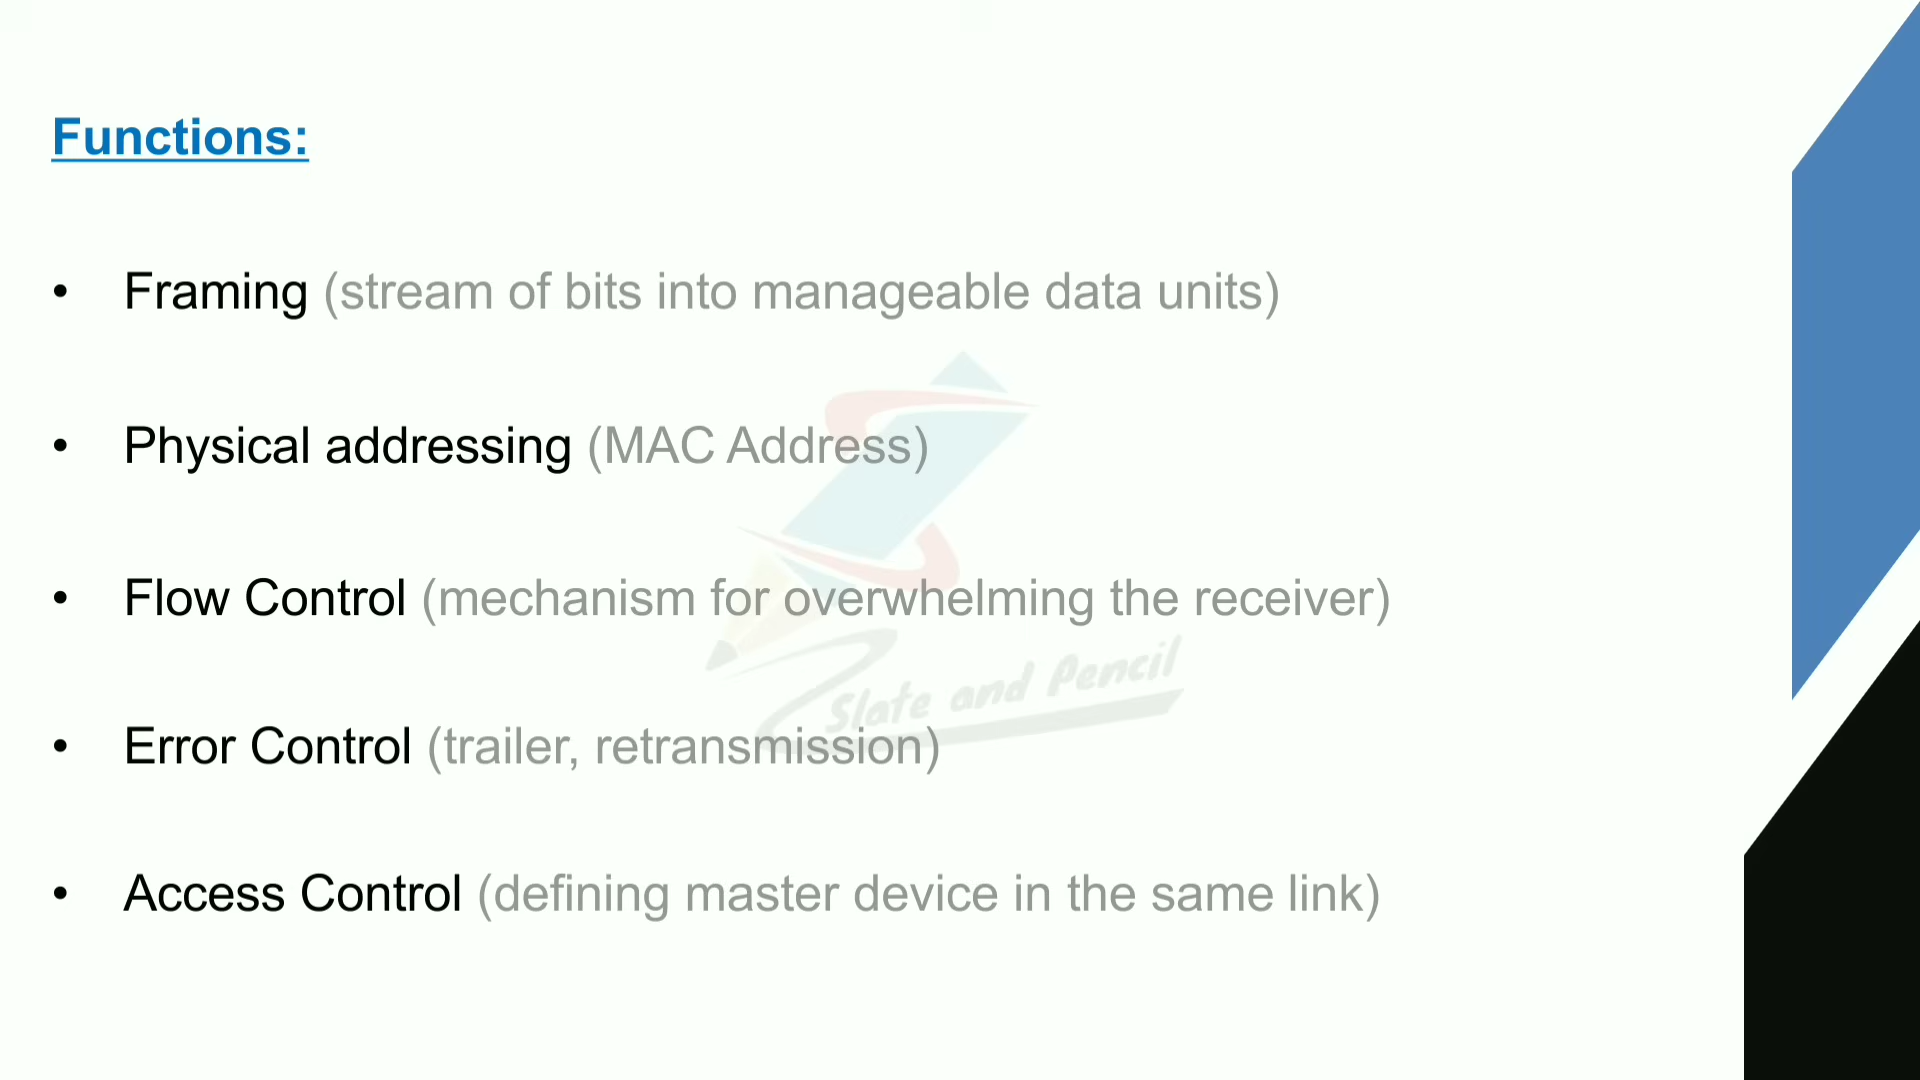 Functions:
• Framing (stream of bits into manageable data units)
• Physical addressing (MAC Address)
• Flow Control (mechanism for overwhelming the receiver)
Slate and Pencil
• Error Control (trailer, retransmission)
• Access Control (defining master device in the same link)